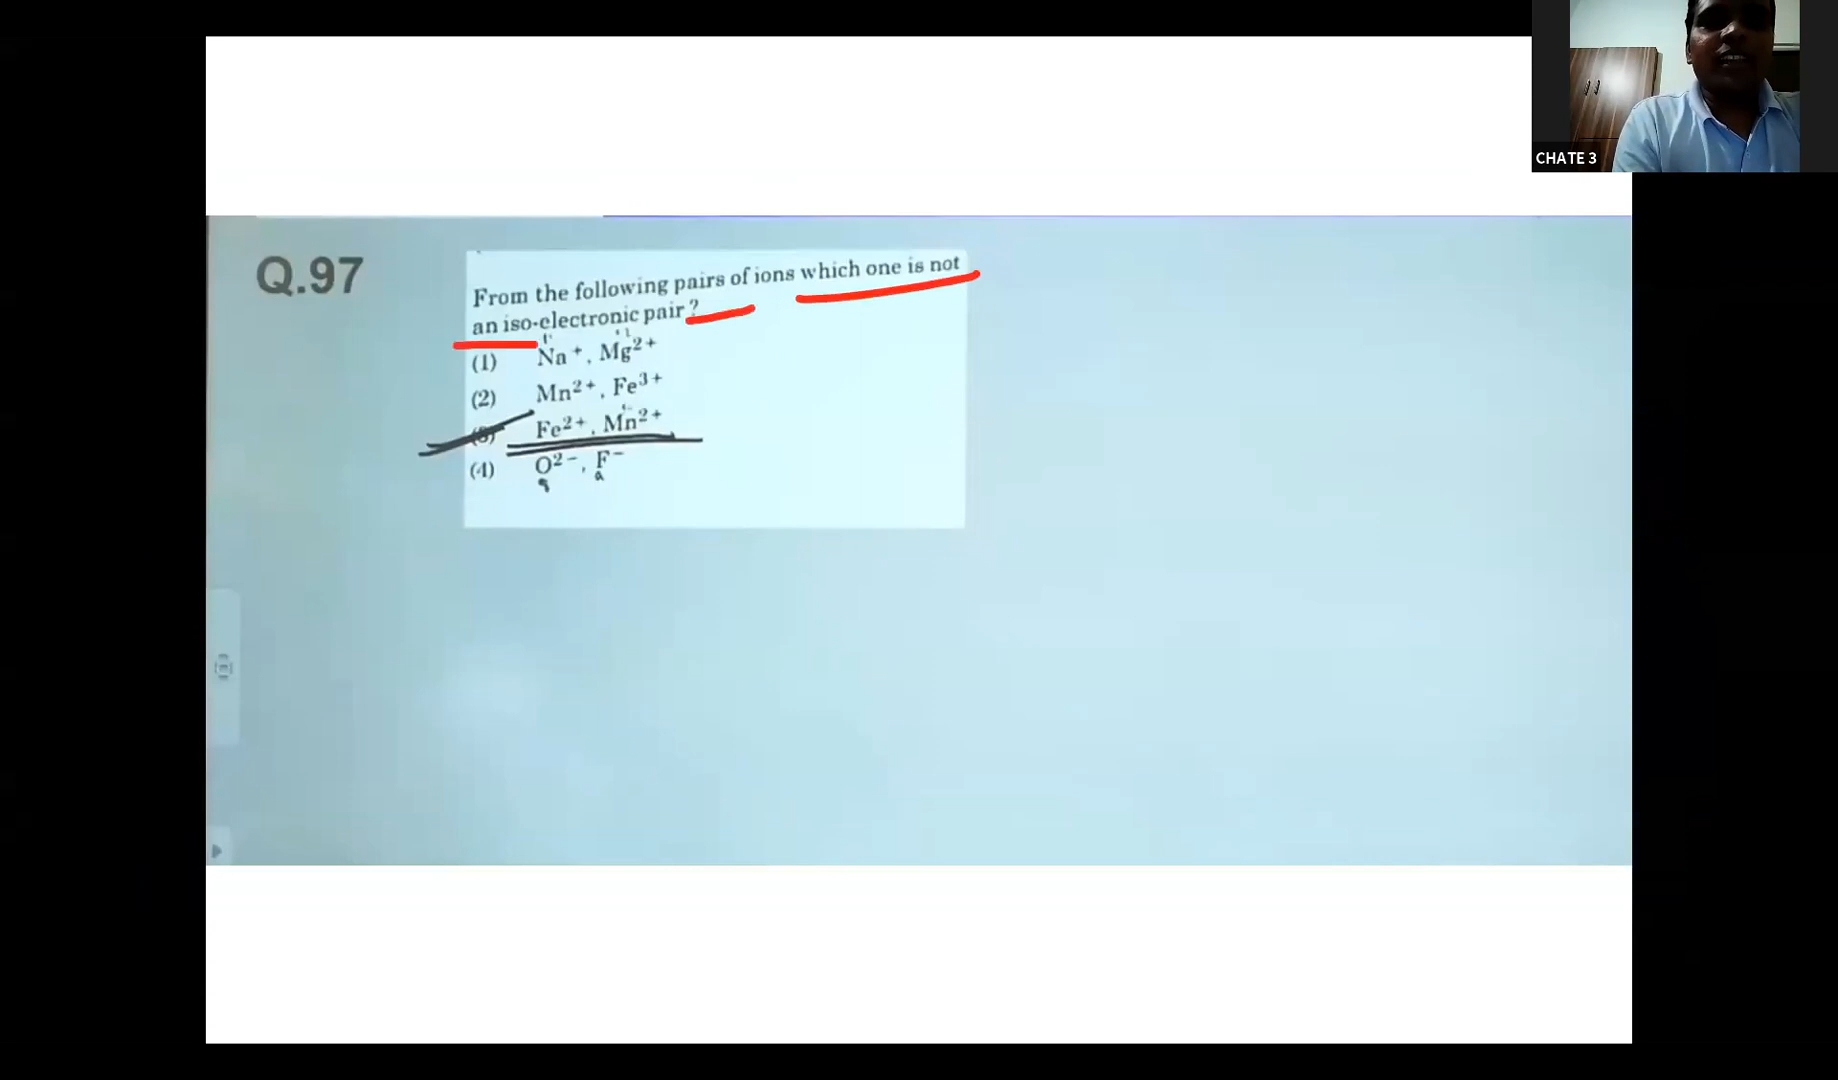 CHATE 3
Q.97
From the following pairs of ions which one is not
an iso-electronic pair ?
(1) Na⁺, Mg²⁺
(2) Mn²⁺, Fe³⁺
(3) Fe²⁺, Mn²⁺
(4) O²⁻, F⁻